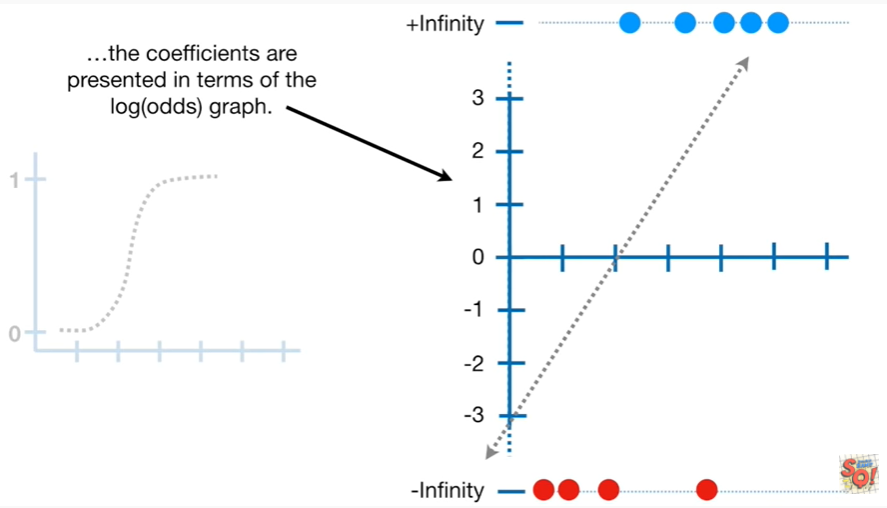 +Infinity
…the coefficients are
presented in terms of the
log(odds) graph.
3
2
1
0
-1
-2
-3
-Infinity
1
0
SQ!